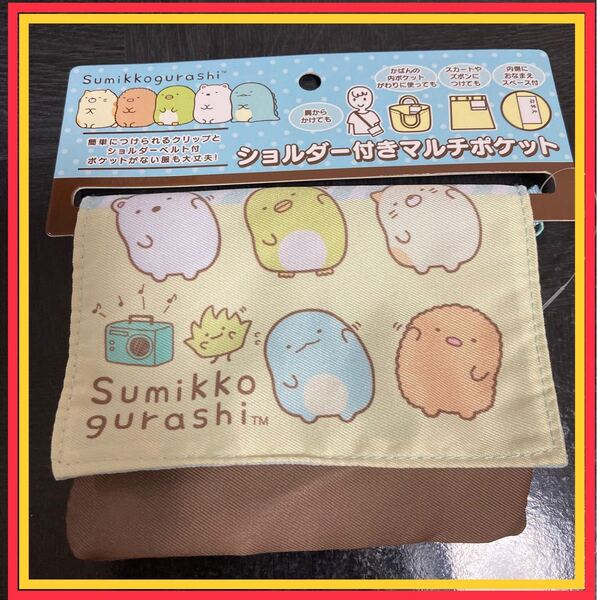 Sumikkogurashi™
かばんの
内ポケット
がわりに使っても
スカートや
ズボンに
つけても
内側に
おなまえ
スペース付
肩から
かけても
簡単につけられるクリップと
ショルダーベルト付
ポケットがない服も大丈夫!
ショルダー付きマルチポケット
Sumikko
gurashi™